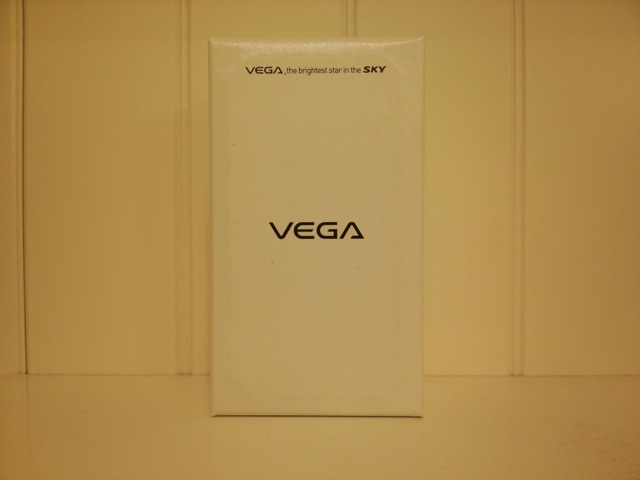 VEGA, the brightest star in the SKY
VEGA